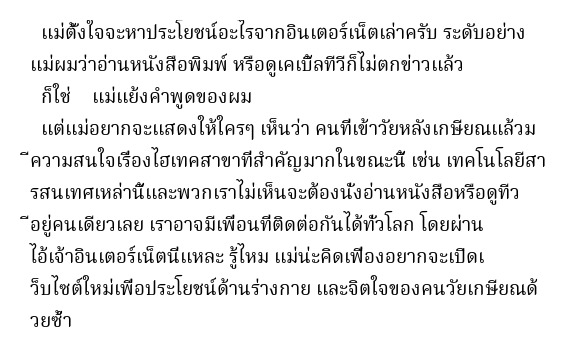 แม่ตั้งใจจะหาประโยชน์อะไรจากอินเตอร์เน็ตเล่าครับ ระดับอย่าง
แม่ผมว่าอ่านหนังสือพิมพ์ หรือดูเคเบิ้ลทีวีก็ไม่ตกข่าวแล้ว
ก็ใช่ แม่แย้งคำพูดของผม
แต่แม่อยากจะแสดงให้ใครๆ เห็นว่า คนที่เข้าวัยหลังเกษียณแล้วม
ีความสนใจเรื่องไฮเทคสาขาที่สำคัญมากในขณะนี้ เช่น เทคโนโลยีสา
รสนเทศเหล่านี้และพวกเราไม่เห็นจะต้องนั่งอ่านหนังสือหรือดูทีว
ีอยู่คนเดียวเลย เราอาจมีเพื่อนที่ติดต่อกันได้ทั่วโลก โดยผ่าน
ไอ้เจ้าอินเตอร์เน็ตนี่แหละ รู้ไหม แม่น่ะคิดเฟื่องอยากจะเปิดเ
ว็บไซต์ใหม่เพื่อประโยชน์ด้านร่างกาย และจิตใจของคนวัยเกษียณด้
วยซ้ำ